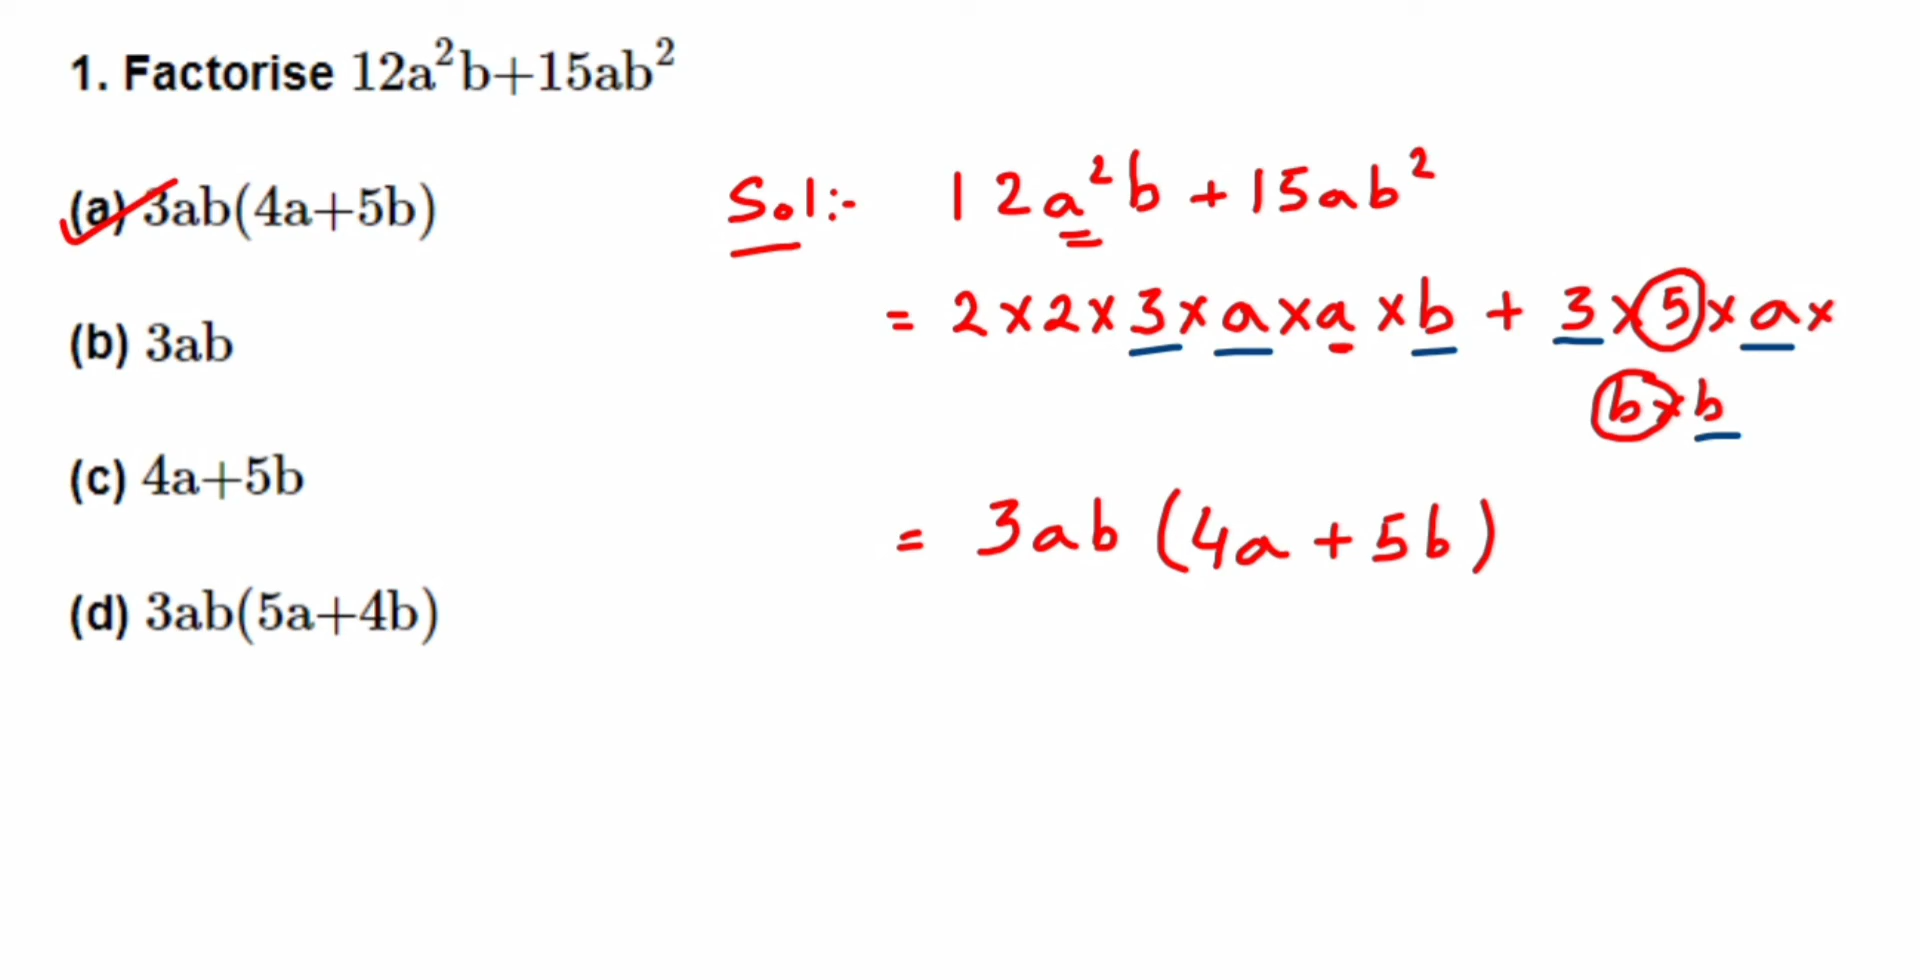 1. Factorise 12a²b+15ab²
(a) 3ab(4a+5b)
(b) 3ab
(c) 4a+5b
(d) 3ab(5a+4b)
Sol:- 12a²b + 15ab²
= 2×2×3×a×a×b + 3×5×a×
b×b
= 3ab (4a+5b)